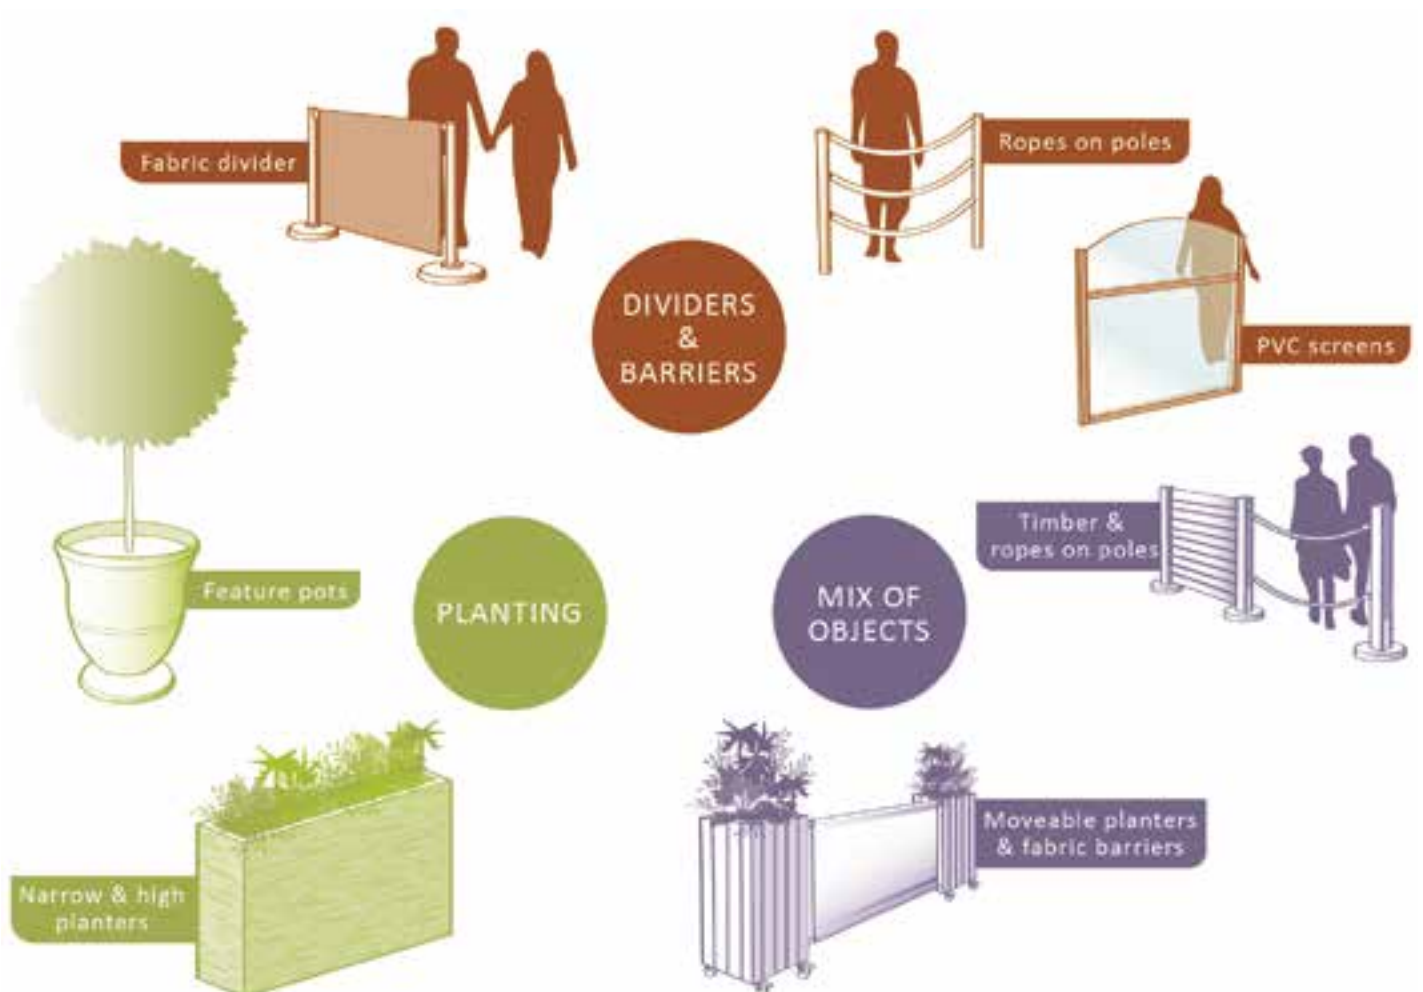 Fabric divider
Ropes on poles
DIVIDERS
&
BARRIERS
PVC screens
Timber &
ropes on poles
Feature pots
PLANTING
MIX OF
OBJECTS
Moveable planters
& fabric barriers
Narrow & high
planters